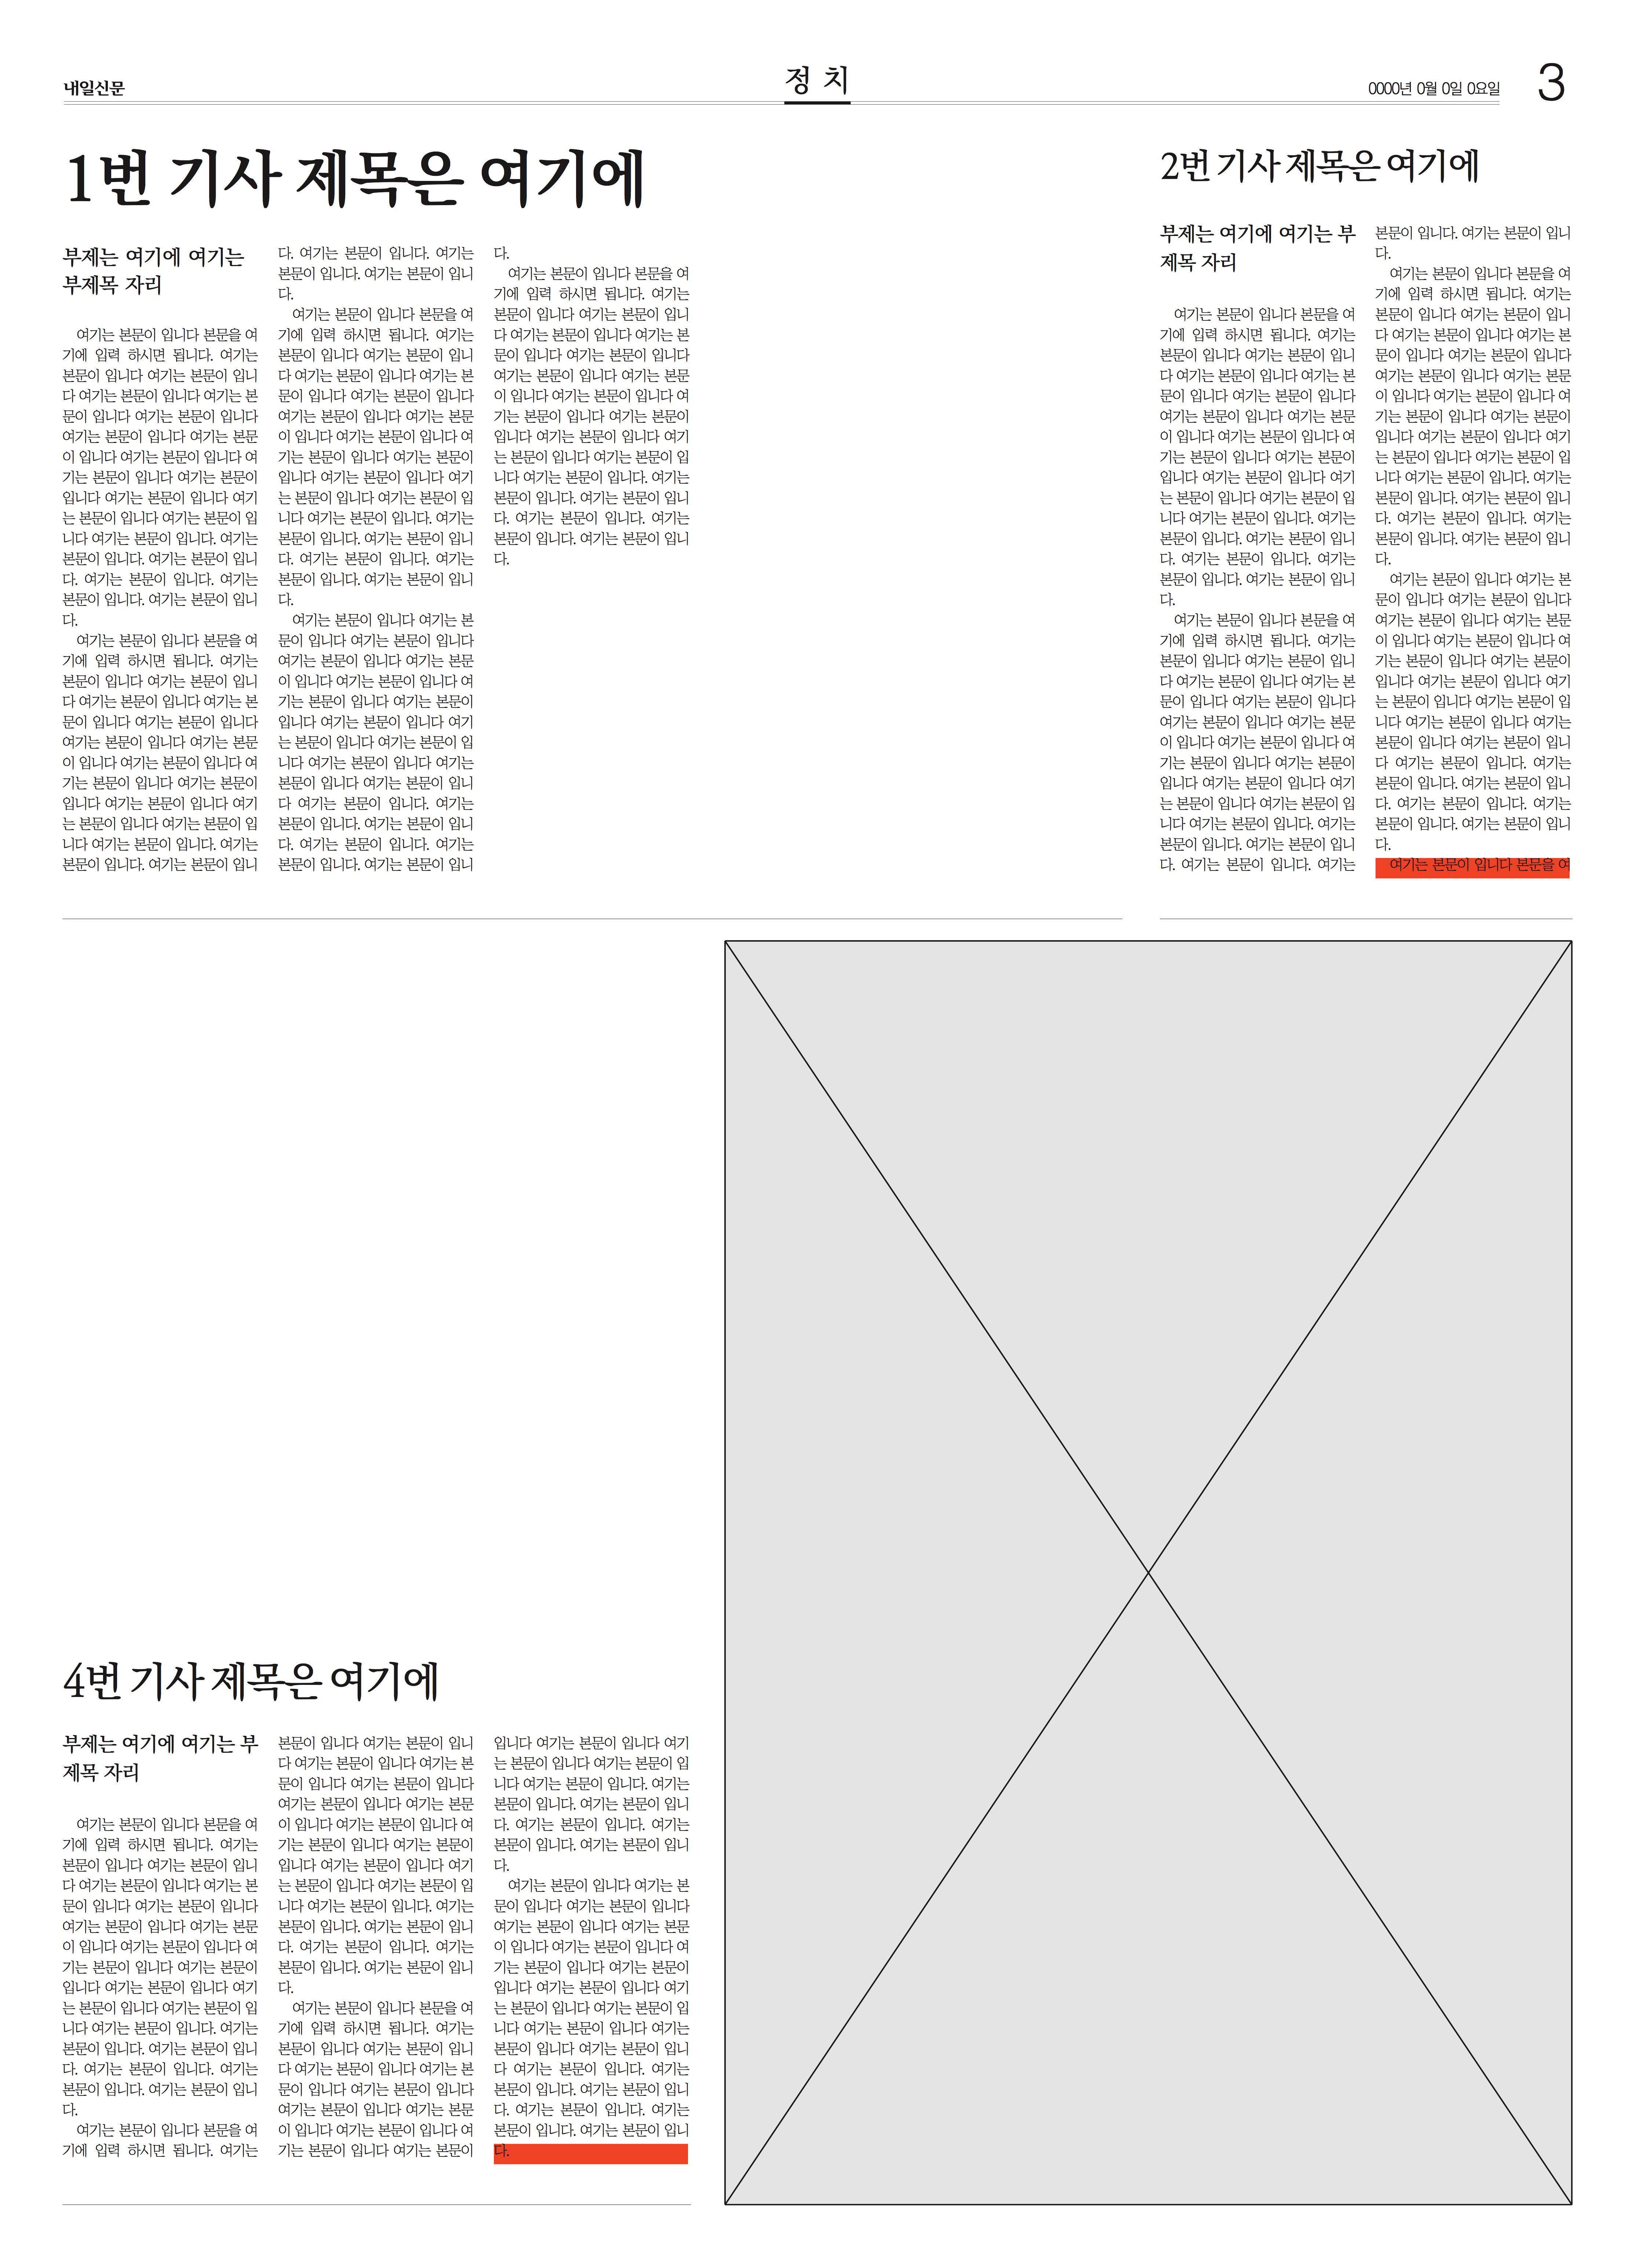 내일신문
정 치
0000년 0월 0일 0요일
3
1번 기사 제목은 여기에
부제는 여기에 여기는
부제목 자리
여기는 본문이 입니다 본문을 여
기에 입력 하시면 됩니다. 여기는
본문이 입니다 여기는 본문이 입니
다 여기는 본문이 입니다 여기는 본
문이 입니다 여기는 본문이 입니다
여기는 본문이 입니다 여기는 본문
이 입니다 여기는 본문이 입니다 여
기는 본문이 입니다 여기는 본문이
입니다 여기는 본문이 입니다 여기
는 본문이 입니다 여기는 본문이 입
니다 여기는 본문이 입니다. 여기는
본문이 입니다. 여기는 본문이 입니
다. 여기는 본문이 입니다. 여기는
본문이 입니다. 여기는 본문이 입니
다.
여기는 본문이 입니다 본문을 여
기에 입력 하시면 됩니다. 여기는
본문이 입니다 여기는 본문이 입니
다 여기는 본문이 입니다 여기는 본
문이 입니다 여기는 본문이 입니다
여기는 본문이 입니다 여기는 본문
이 입니다 여기는 본문이 입니다 여
기는 본문이 입니다 여기는 본문이
입니다 여기는 본문이 입니다 여기
는 본문이 입니다 여기는 본문이 입
니다 여기는 본문이 입니다. 여기는
본문이 입니다. 여기는 본문이 입니
다. 여기는 본문이 입니다. 여기는
본문이 입니다. 여기는 본문이 입니
다.
여기는 본문이 입니다 본문을 여
기에 입력 하시면 됩니다. 여기는
본문이 입니다 여기는 본문이 입니
다 여기는 본문이 입니다 여기는 본
문이 입니다 여기는 본문이 입니다
여기는 본문이 입니다 여기는 본문
이 입니다 여기는 본문이 입니다 여
기는 본문이 입니다 여기는 본문이
입니다 여기는 본문이 입니다 여기
는 본문이 입니다 여기는 본문이 입
니다 여기는 본문이 입니다. 여기는
본문이 입니다. 여기는 본문이 입니
다. 여기는 본문이 입니다. 여기는
본문이 입니다. 여기는 본문이 입니
다.
여기는 본문이 입니다 여기는 본
문이 입니다 여기는 본문이 입니다
여기는 본문이 입니다 여기는 본문
이 입니다 여기는 본문이 입니다 여
기는 본문이 입니다 여기는 본문이
입니다 여기는 본문이 입니다 여기
는 본문이 입니다 여기는 본문이 입
니다 여기는 본문이 입니다 여기는
본문이 입니다 여기는 본문이 입니
다 여기는 본문이 입니다. 여기는
본문이 입니다. 여기는 본문이 입니
다. 여기는 본문이 입니다. 여기는
본문이 입니다. 여기는 본문이 입니
다.
여기는 본문이 입니다 본문을 여
기에 입력 하시면 됩니다. 여기는
본문이 입니다 여기는 본문이 입니
다 여기는 본문이 입니다 여기는 본
문이 입니다 여기는 본문이 입니다
여기는 본문이 입니다 여기는 본문
이 입니다 여기는 본문이 입니다 여
기는 본문이 입니다 여기는 본문이
입니다 여기는 본문이 입니다 여기
는 본문이 입니다 여기는 본문이 입
니다 여기는 본문이 입니다. 여기는
본문이 입니다. 여기는 본문이 입니
다. 여기는 본문이 입니다. 여기는
본문이 입니다. 여기는 본문이 입니
다.
2번 기사 제목은 여기에
부제는 여기에 여기는 부
제목 자리
여기는 본문이 입니다 본문을 여
기에 입력 하시면 됩니다. 여기는
본문이 입니다 여기는 본문이 입니
다 여기는 본문이 입니다 여기는 본
문이 입니다 여기는 본문이 입니다
여기는 본문이 입니다 여기는 본문
이 입니다 여기는 본문이 입니다 여
기는 본문이 입니다 여기는 본문이
입니다 여기는 본문이 입니다 여기
는 본문이 입니다 여기는 본문이 입
니다 여기는 본문이 입니다. 여기는
본문이 입니다. 여기는 본문이 입니
다. 여기는 본문이 입니다. 여기는
본문이 입니다. 여기는 본문이 입니
다.
여기는 본문이 입니다 본문을 여
기에 입력 하시면 됩니다. 여기는
본문이 입니다 여기는 본문이 입니
다 여기는 본문이 입니다 여기는 본
문이 입니다 여기는 본문이 입니다
여기는 본문이 입니다 여기는 본문
이 입니다 여기는 본문이 입니다 여
기는 본문이 입니다 여기는 본문이
입니다 여기는 본문이 입니다 여기
는 본문이 입니다 여기는 본문이 입
니다 여기는 본문이 입니다. 여기는
본문이 입니다. 여기는 본문이 입니
다. 여기는 본문이 입니다. 여기는
본문이 입니다. 여기는 본문이 입니
다.
여기는 본문이 입니다 본문을 여
기에 입력 하시면 됩니다. 여기는
본문이 입니다 여기는 본문이 입니
다 여기는 본문이 입니다 여기는 본
문이 입니다 여기는 본문이 입니다
여기는 본문이 입니다 여기는 본문
이 입니다 여기는 본문이 입니다 여
기는 본문이 입니다 여기는 본문이
입니다 여기는 본문이 입니다 여기
는 본문이 입니다 여기는 본문이 입
니다 여기는 본문이 입니다. 여기는
본문이 입니다. 여기는 본문이 입니
다. 여기는 본문이 입니다. 여기는
본문이 입니다. 여기는 본문이 입니
다.
여기는 본문이 입니다 여기는 본
문이 입니다 여기는 본문이 입니다
여기는 본문이 입니다 여기는 본문
이 입니다 여기는 본문이 입니다 여
기는 본문이 입니다 여기는 본문이
입니다 여기는 본문이 입니다 여기
는 본문이 입니다 여기는 본문이 입
니다 여기는 본문이 입니다 여기는
본문이 입니다 여기는 본문이 입니
다 여기는 본문이 입니다. 여기는
본문이 입니다. 여기는 본문이 입니
다. 여기는 본문이 입니다. 여기는
본문이 입니다. 여기는 본문이 입니
다.
여기는 본문이 입니다 본문을 여
4번 기사 제목은 여기에
부제는 여기에 여기는 부
제목 자리
여기는 본문이 입니다 본문을 여
기에 입력 하시면 됩니다. 여기는
본문이 입니다 여기는 본문이 입니
다 여기는 본문이 입니다 여기는 본
문이 입니다 여기는 본문이 입니다
여기는 본문이 입니다 여기는 본문
이 입니다 여기는 본문이 입니다 여
기는 본문이 입니다 여기는 본문이
입니다 여기는 본문이 입니다 여기
는 본문이 입니다 여기는 본문이 입
니다 여기는 본문이 입니다. 여기는
본문이 입니다. 여기는 본문이 입니
다. 여기는 본문이 입니다. 여기는
본문이 입니다. 여기는 본문이 입니
다.
여기는 본문이 입니다 본문을 여
기에 입력 하시면 됩니다. 여기는
본문이 입니다 여기는 본문이 입니
다 여기는 본문이 입니다 여기는 본
문이 입니다 여기는 본문이 입니다
여기는 본문이 입니다 여기는 본문
이 입니다 여기는 본문이 입니다 여
기는 본문이 입니다 여기는 본문이
입니다 여기는 본문이 입니다 여기
는 본문이 입니다 여기는 본문이 입
니다 여기는 본문이 입니다. 여기는
본문이 입니다. 여기는 본문이 입니
다. 여기는 본문이 입니다. 여기는
본문이 입니다. 여기는 본문이 입니
다.
여기는 본문이 입니다 본문을 여
기에 입력 하시면 됩니다. 여기는
본문이 입니다 여기는 본문이 입니
다 여기는 본문이 입니다 여기는 본
문이 입니다 여기는 본문이 입니다
여기는 본문이 입니다 여기는 본문
이 입니다 여기는 본문이 입니다 여
기는 본문이 입니다 여기는 본문이
입니다 여기는 본문이 입니다 여기
는 본문이 입니다 여기는 본문이 입
니다 여기는 본문이 입니다. 여기는
본문이 입니다. 여기는 본문이 입니
다. 여기는 본문이 입니다. 여기는
본문이 입니다. 여기는 본문이 입니
다.
여기는 본문이 입니다 여기는 본
문이 입니다 여기는 본문이 입니다
여기는 본문이 입니다 여기는 본문
이 입니다 여기는 본문이 입니다 여
기는 본문이 입니다 여기는 본문이
입니다 여기는 본문이 입니다 여기
는 본문이 입니다 여기는 본문이 입
니다 여기는 본문이 입니다 여기는
본문이 입니다 여기는 본문이 입니
다 여기는 본문이 입니다. 여기는
본문이 입니다. 여기는 본문이 입니
다. 여기는 본문이 입니다. 여기는
본문이 입니다. 여기는 본문이 입니
다.